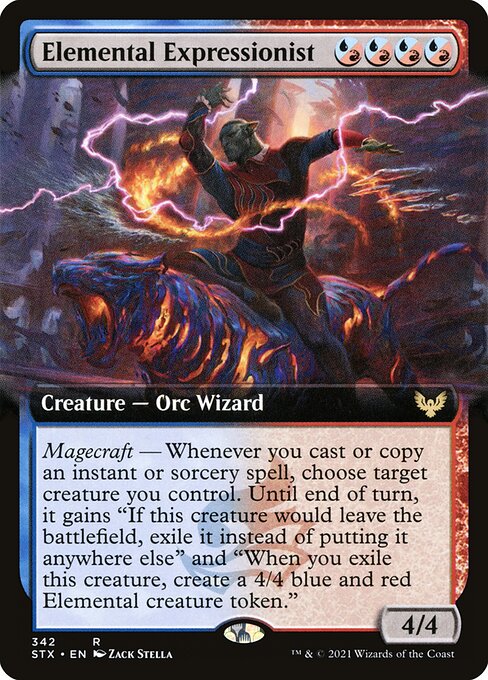 Elemental Expressionist
Creature — Orc Wizard
Magecraft — Whenever you cast or copy
an instant or sorcery spell, choose target
creature you control. Until end of turn,
it gains “If this creature would leave the
battlefield, exile it instead of putting it
anywhere else” and “When you exile
this creature, create a 4/4 blue and red
Elemental creature token.”
4/4
342 R
STX • EN Zack Stella
™ & © 2021 Wizards of the Coast